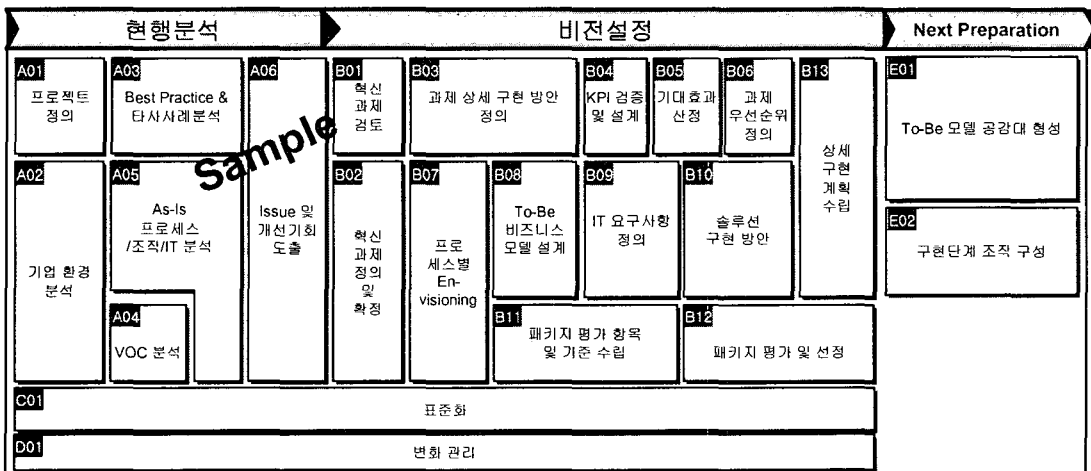 현행분석
비전설정
Next Preparation
A01
프로젝트
정의
A03
Best Practice &
타사사례분석
A06
Issue 및
개선기회
도출
B01
혁신
과제
검토
B03
과제 상세 구현 방안
정의
B04
KPI 검증
및 설계
B05
기대효과
산정
B06
과제
우선순위
정의
B13
상세
구현
계획
수립
E01
To-Be 모델 공감대 형성
Sample
A02
기업 환경
분석
A05
As-Is
프로세스
/조직/IT 분석
B02
혁신
과제
정의
및
확정
B07
프로
세스별
En-
visioning
B08
To-Be
비즈니스
모델 설계
B09
IT 요구사항
정의
B10
솔루션
구현 방안
E02
구현단계 조직 구성
A04
VOC 분석
B11
패키지 평가 항목
및 기준 수립
B12
패키지 평가 및 선정
C01
표준화
D01
변화 관리